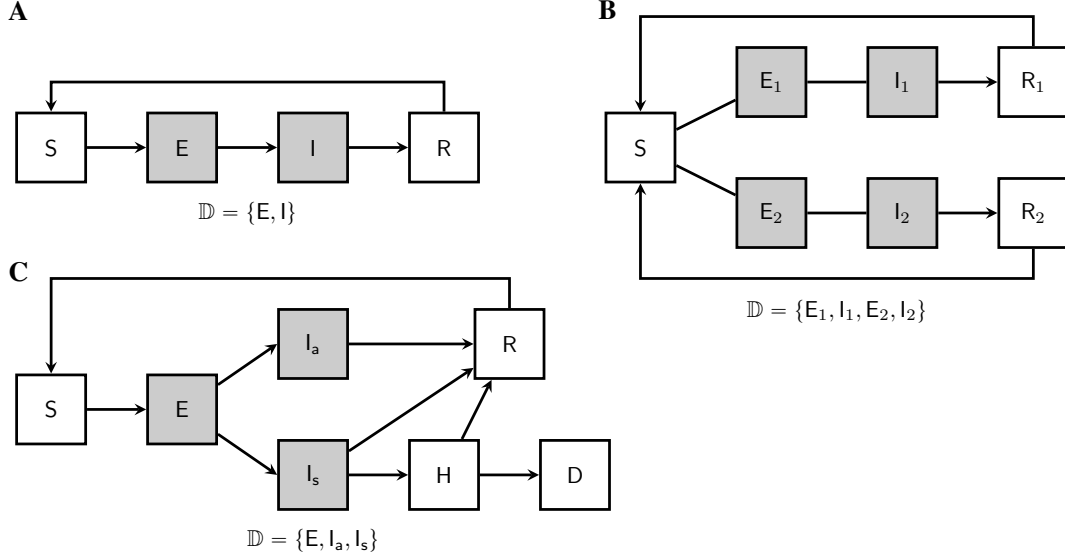 A
S E I R
𝔻 = {E, I}
B
E₁ I₁ R₁
S
E₂ I₂ R₂
𝔻 = {E₁, I₁, E₂, I₂}
C
Iₐ R
S E
Iₛ H D
𝔻 = {E, Iₐ, Iₛ}